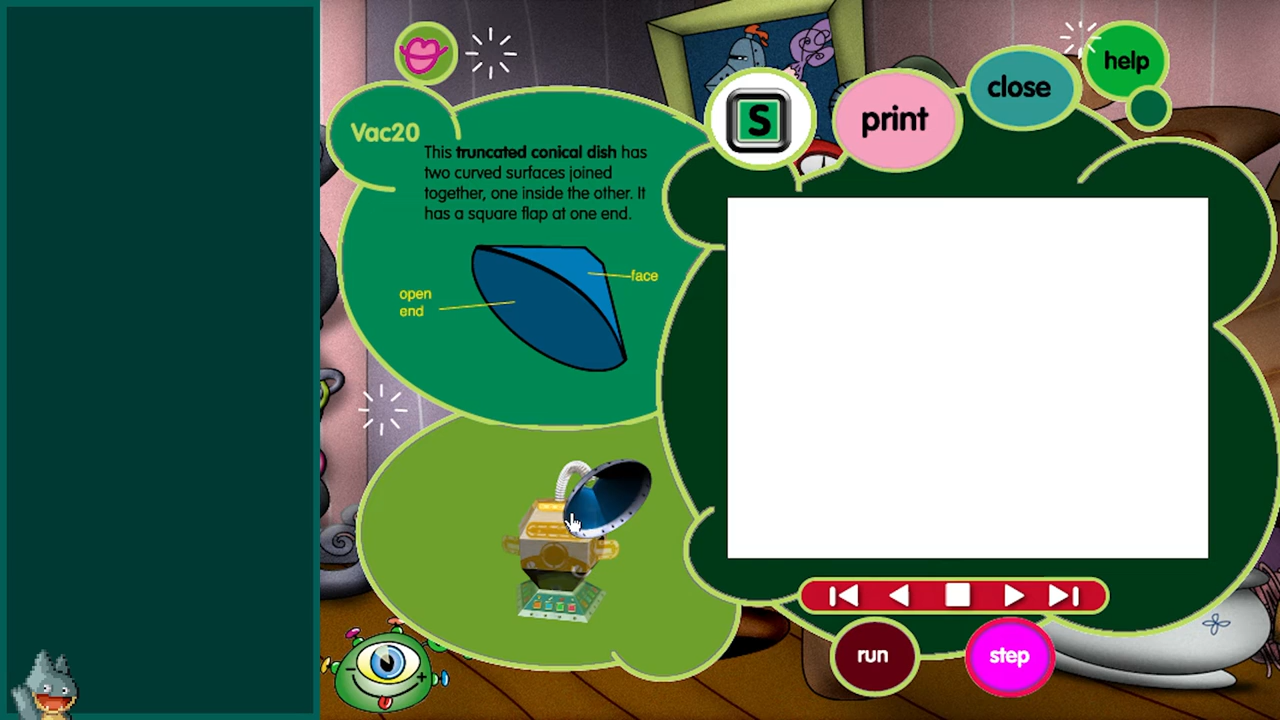 Vac20
This truncated conical dish has
two curved surfaces joined
together, one inside the other. It
has a square flap at one end.
face
open
end
S
print
close
help
run
step